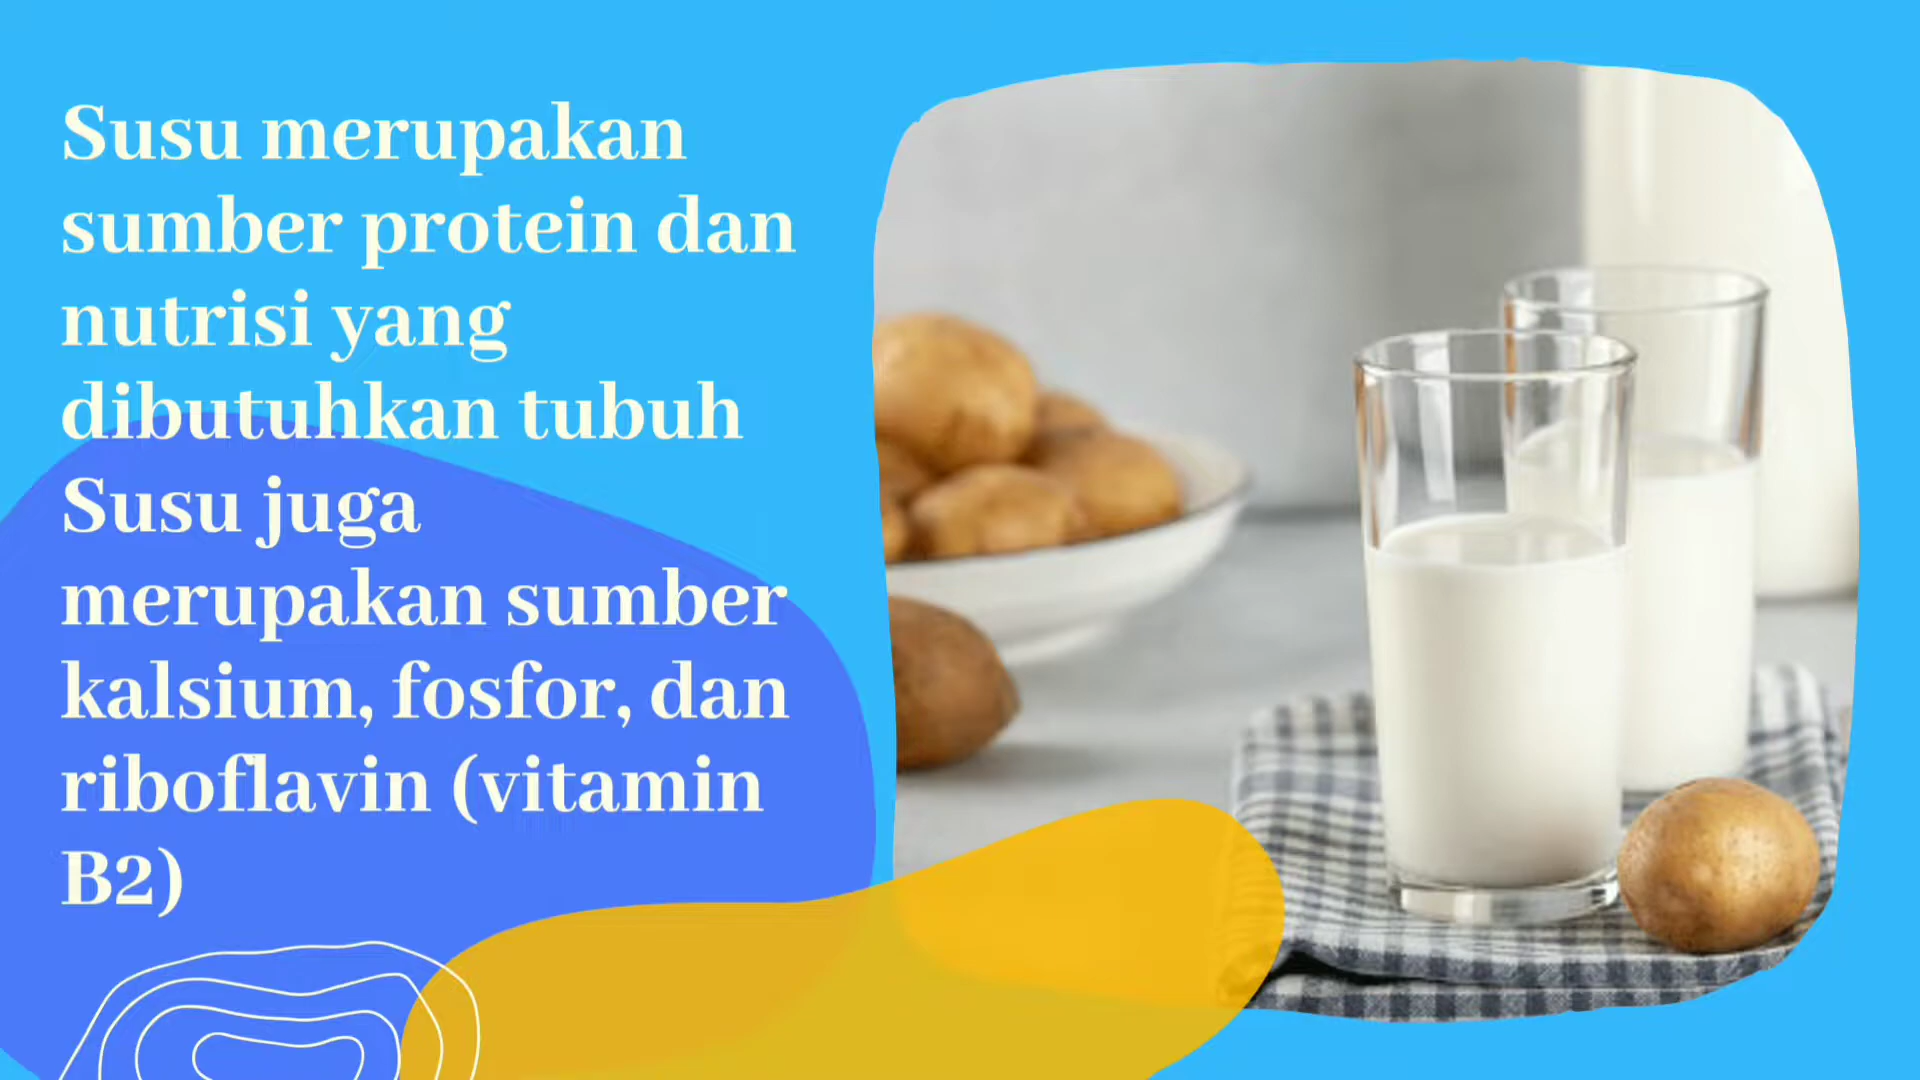 Susu merupakan
sumber protein dan
nutrisi yang
dibutuhkan tubuh
Susu juga
merupakan sumber
kalsium, fosfor, dan
riboflavin (vitamin
B2)